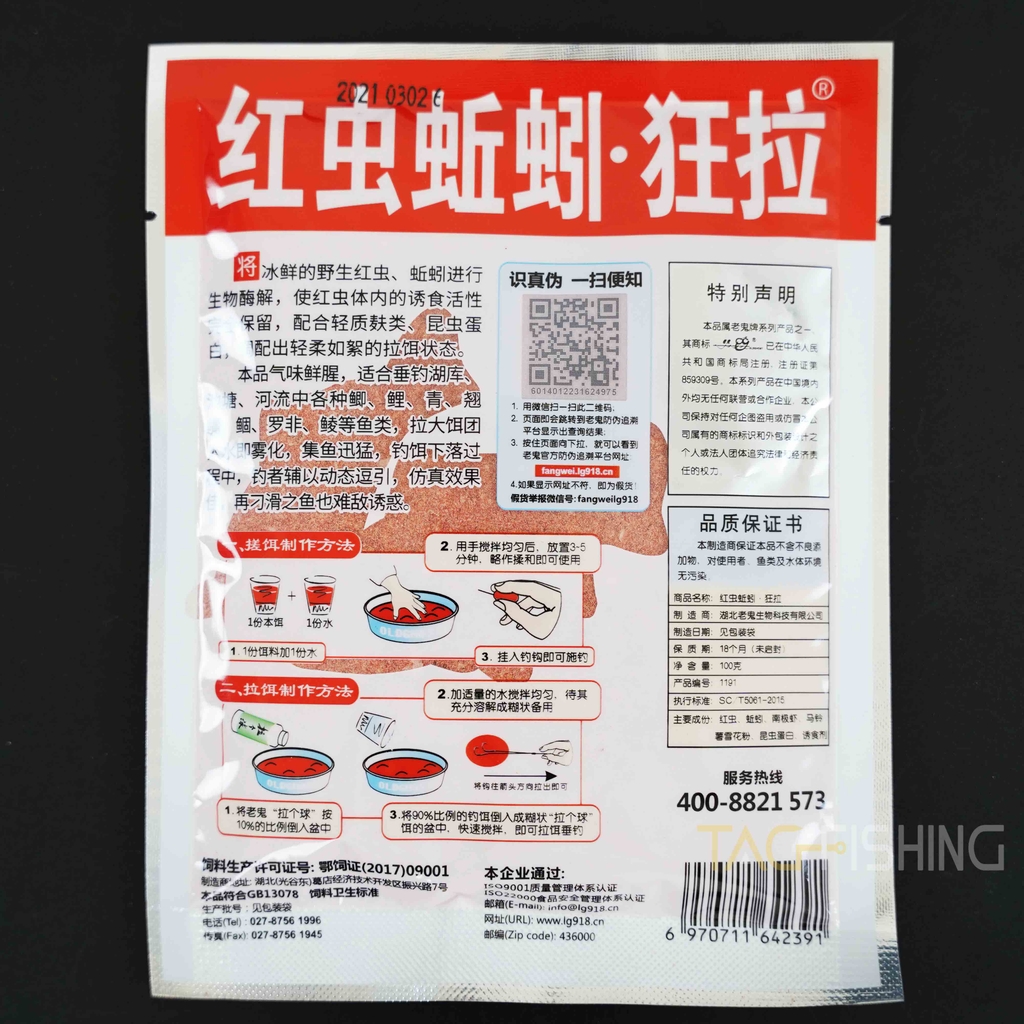 2021 0302
红虫蚯蚓·狂拉®
将冰鲜的野生红虫、蚯蚓进行
生物酶解，使红虫体内的诱食活性
保留，配合轻质麸类、昆虫蛋
白，配出轻柔如絮的拉饵状态。
本品气味鲜腥，适合垂钓湖库、
塘、河流中各种鲫、鲤、青、翘
鲴、罗非、鲮等鱼类，拉大饵团
入水即雾化，集鱼迅猛，钓饵下落过
程中，钓者辅以动态逗引，仿真效果
再刁滑之鱼也难敌诱惑。
识真伪 一扫便知
6014012231624975
1. 用微信扫一扫此二维码；
2. 页面即会跳转到老鬼防伪追溯
平台显示出查询结果；
3. 按住页面向下拉，就可以看到
老鬼官方防伪追溯平台网址
fangwei.lg918.cn
4.如果显示网址不符，即为假货！
假货举报微信号：fangweilg918
特别声明
本品属老鬼牌系列产品之一，
其商标 已在中华人民
共和国商标局注册，注册证第
859309号。本系列产品在中国境内
外均无任何联营或合作企业。本公
司保持对任何企图盗用或仿冒本公
司属有的商标标识和外包装设计之
个人或法人团体追究法律与经济责
任的权力。
品质保证书
本制造商保证本品不含不良添
加物，对使用者、鱼类及水体环境
无污染。
商品名称: 红虫蚯蚓·狂拉
制 造 商: 湖北老鬼生物科技有限公司
制造日期: 见包装袋
保 质 期: 18个月（未启封）
净 含 量: 100克
产品编号: 1191
执行标准: SC T5061-2015
主要成份: 红虫、蚯蚓、南极虾、马铃
薯雪花粉、昆虫蛋白、诱食剂
一、搓饵制作方法
2. 用手搅拌均匀后，放置3-5
分钟，略作揉和即可使用
+
1份本饵 1份水
OLDGHOST
1. 1份饵料加1份水
3. 挂入钓钩即可施钓
二、拉饵制作方法
2.加适量的水搅拌均匀，待其
充分溶解成糊状备用
拉个球
将钩住箭头方向拉出即可
1. 将老鬼“拉个球”按
10%的比例倒入盆中
3.将90%比例的钓饵倒入成糊状“拉个球”
饵的盆中，快速搅拌，即可拉饵垂钓
服务热线
400-8821 573
TAGFISHING
饲料生产许可证号: 鄂饲证(2017)09001
制造商地址: 湖北(光谷东)葛店经济技术开发区振兴路7号
本品符合GB13078 饲料卫生标准
生产批号: 见包装袋
电话(Tel) : 027-8756 1996
传真(Fax): 027-8756 1945
本企业通过:
ISO9001质量管理体系认证
ISO22000食品安全管理体系认证
邮箱(E-mail): info@lg918.cn
网址(URL): www.lg918.cn
邮编(Zip code): 436000
6 970711 642391